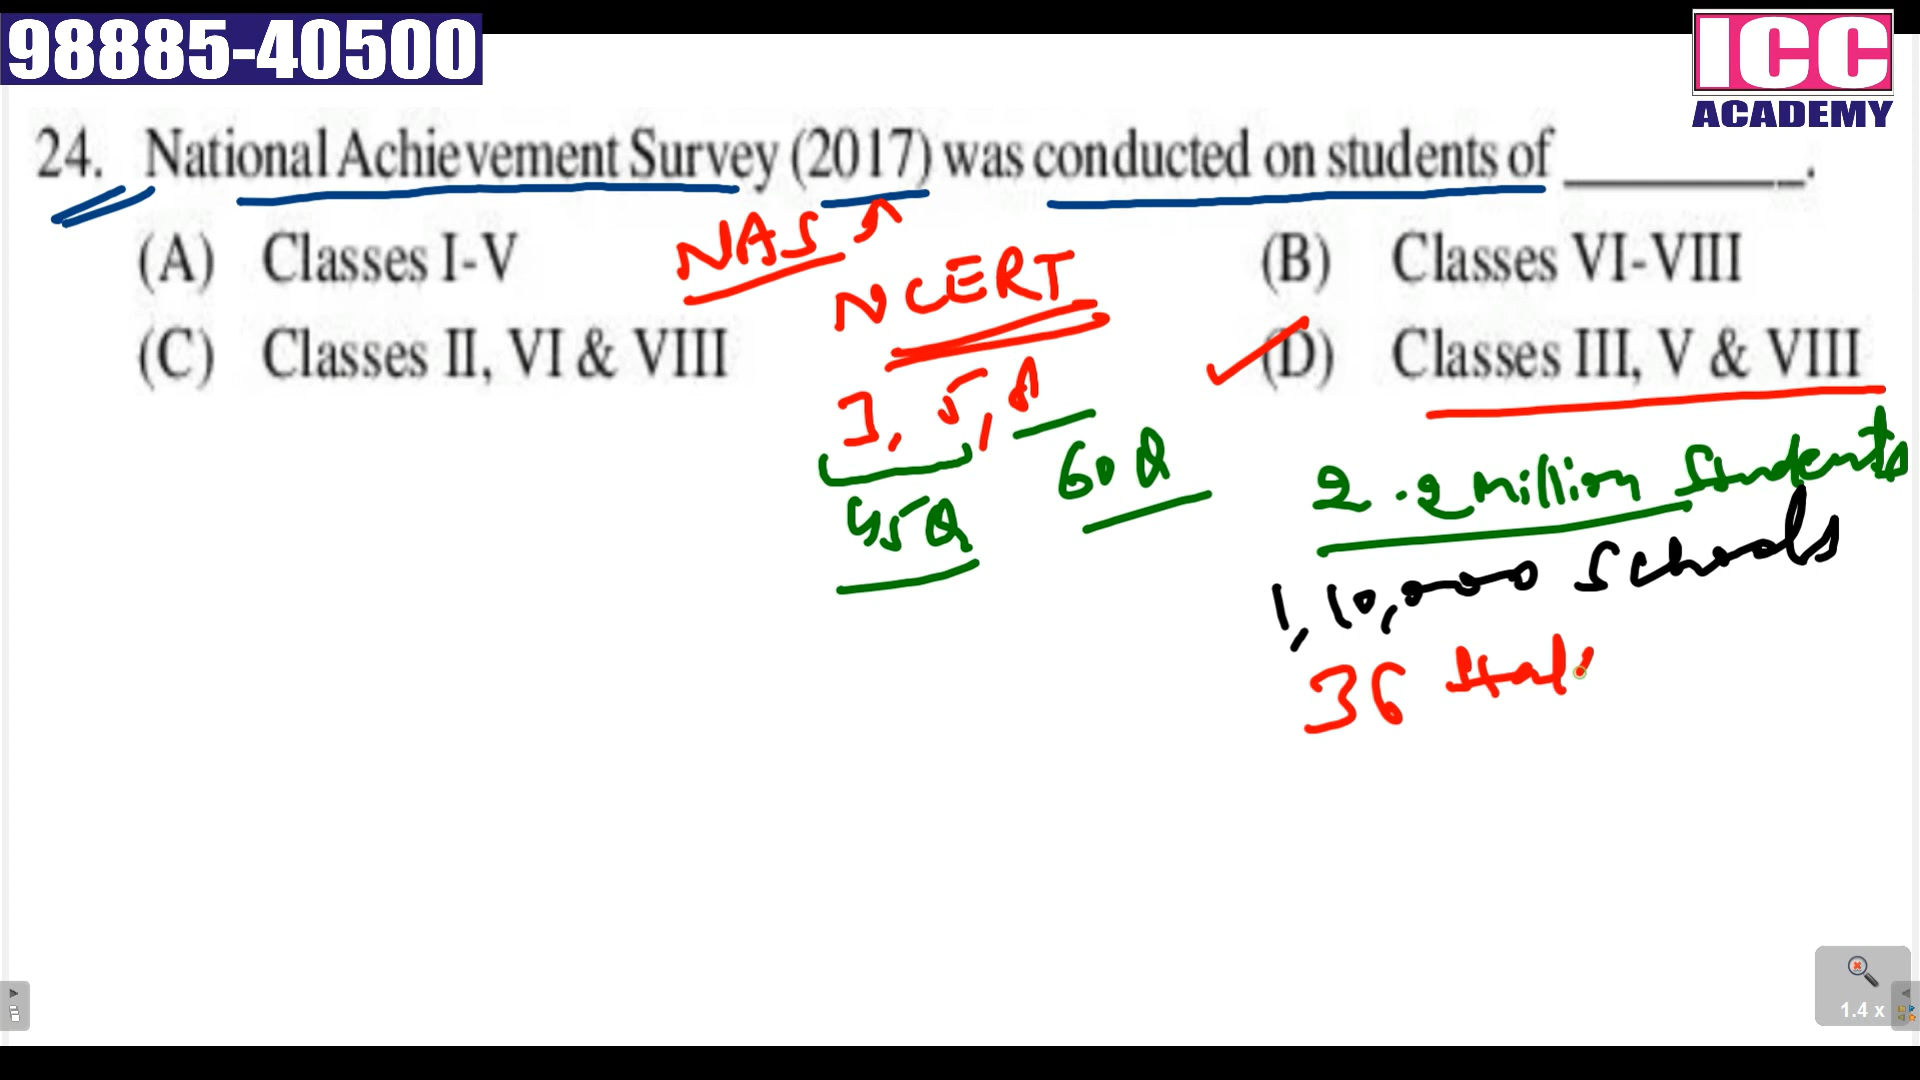 98885-40500
ICC
ACADEMY
24. National Achievement Survey (2017) was conducted on students of __________.
(A) Classes I-V
(B) Classes VI-VIII
(C) Classes II, VI & VIII
(D) Classes III, V & VIII
NAS
NCERT
3, 5, 8
45Q
60 Q
2.2 Million Students
1,10,000 Schools
36
1.4 x